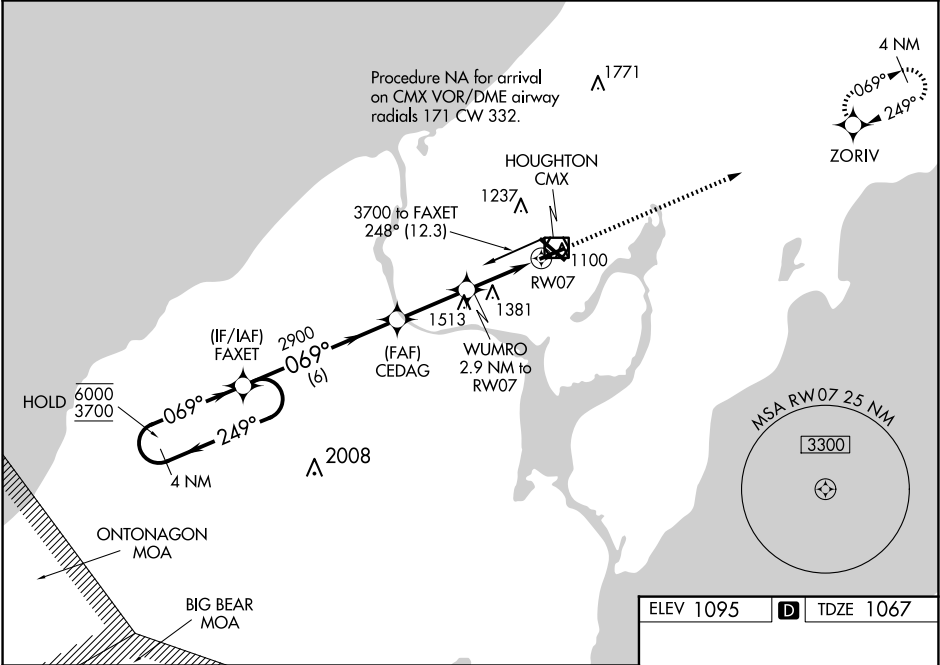 4 NM
069°
249°
ZORIV
1771
Procedure NA for arrival
on CMX VOR/DME airway
radials 171 CW 332.
HOUGHTON
CMX
1237
3700 to FAXET
248° (12.3)
1100
RW07
1513
1381
(IF/IAF)
FAXET
2900
069°
(6)
(FAF)
CEDAG
WUMRO
2.9 NM to
RW07
HOLD
6000
3700
069°
249°
4 NM
2008
MSA RW07 25 NM
3300
ONTONAGON
MOA
BIG BEAR
MOA
ELEV 1095 D TDZE 1067